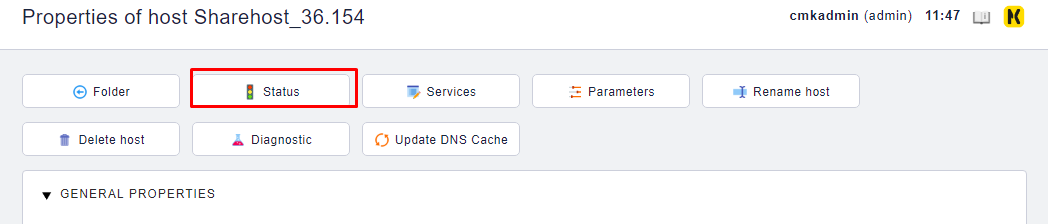 Properties of host Sharehost_36.154
cmkadmin (admin) 11:47
Folder
Status
Services
Parameters
Rename host
Delete host
Diagnostic
Update DNS Cache
GENERAL PROPERTIES